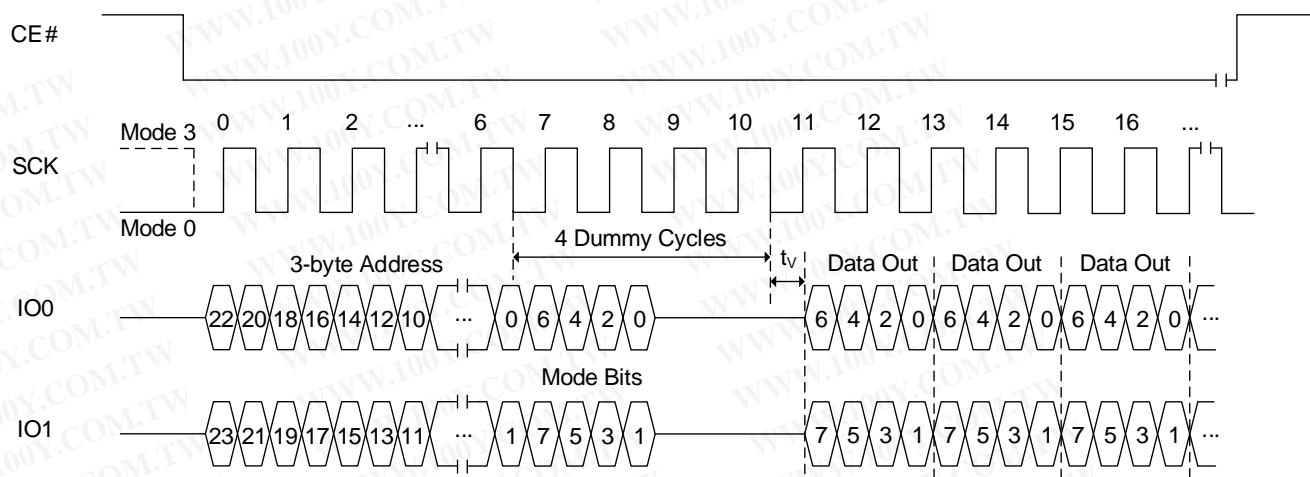 CE#
Mode 3
0 1 2 ... 6 7 8 9 10 11 12 13 14 15 16 ...
SCK
Mode 0
4 Dummy Cycles
3-byte Address
tV
Data Out Data Out Data Out
IO0
22 20 18 16 14 12 10 ... 0 6 4 2 0 6 4 2 0 6 4 2 0 6 4 2 0 ...
Mode Bits
IO1
23 21 19 17 15 13 11 ... 1 7 5 3 1 7 5 3 1 7 5 3 1 7 5 3 1 ...
WWW.100Y.COM.TW